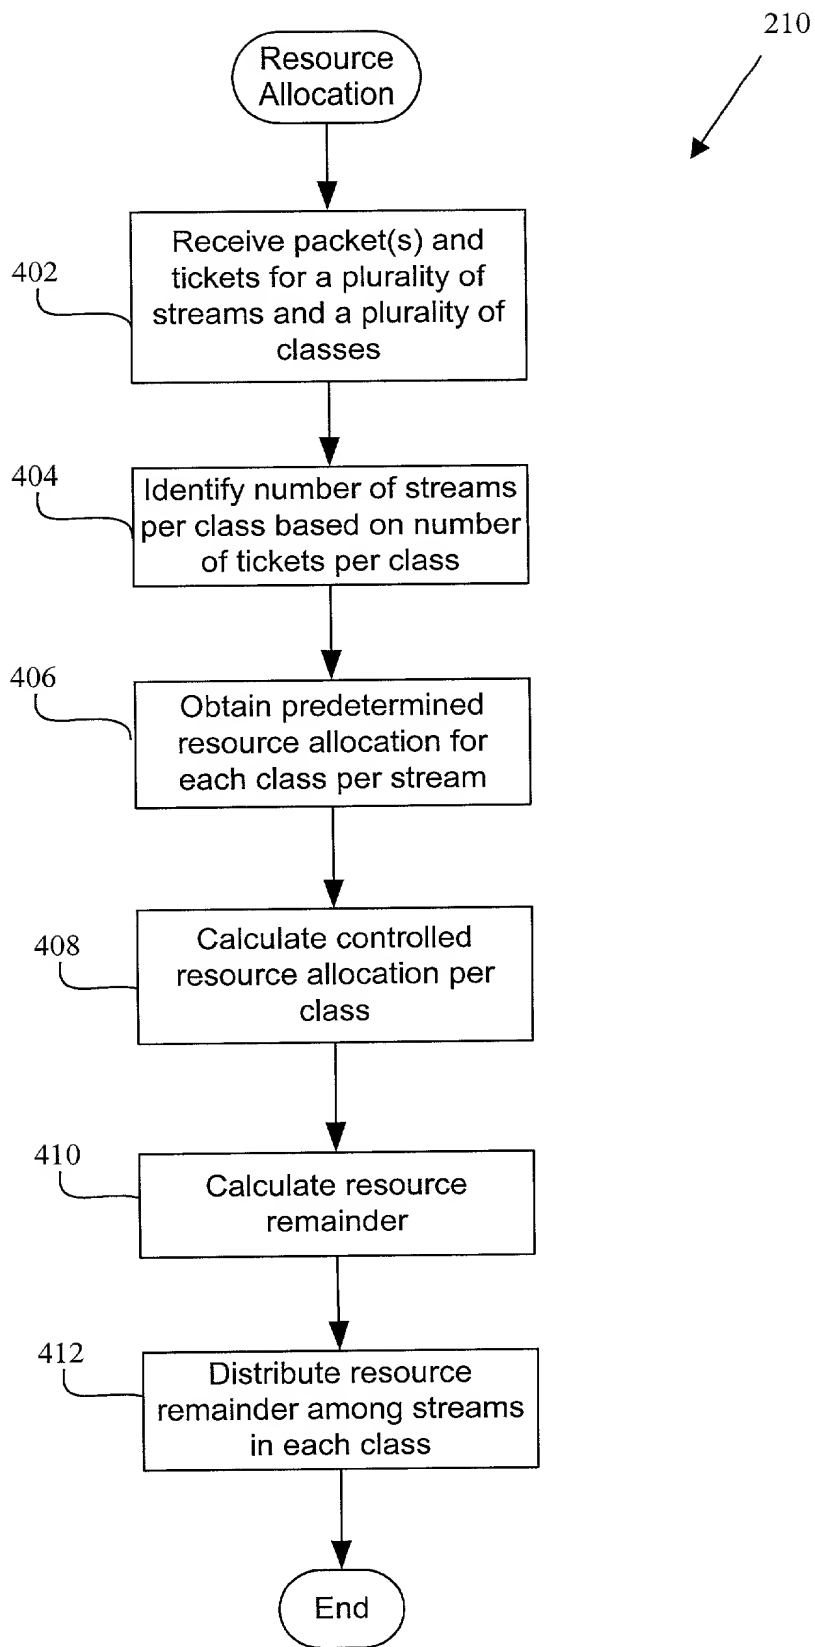 210
Resource
Allocation
402
Receive packet(s) and
tickets for a plurality of
streams and a plurality of
classes
404
Identify number of streams
per class based on number
of tickets per class
406
Obtain predetermined
resource allocation for
each class per stream
408
Calculate controlled
resource allocation per
class
410
Calculate resource
remainder
412
Distribute resource
remainder among streams
in each class
End